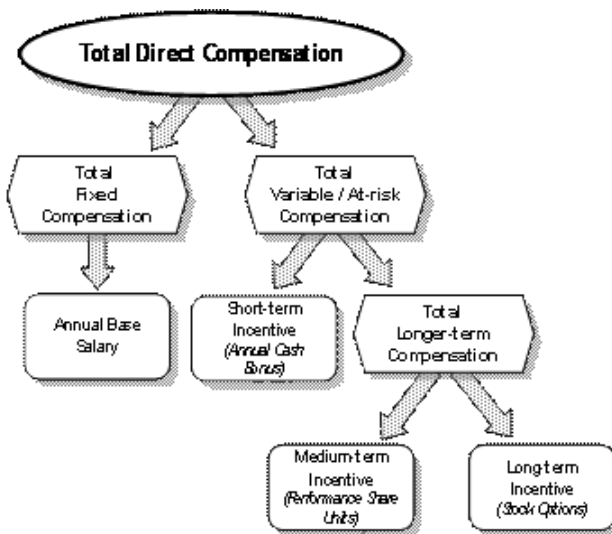 Total Direct Compensation
Total
Fixed
Compensation
Total
Variable / At-risk
Compensation
Annual Base
Salary
Short-term
Incentive
(Annual Cash
Bonus)
Total
Longer-term
Compensation
Medium-term
Incentive
(Performance Share
Units)
Long-term
Incentive
(Stock Options)